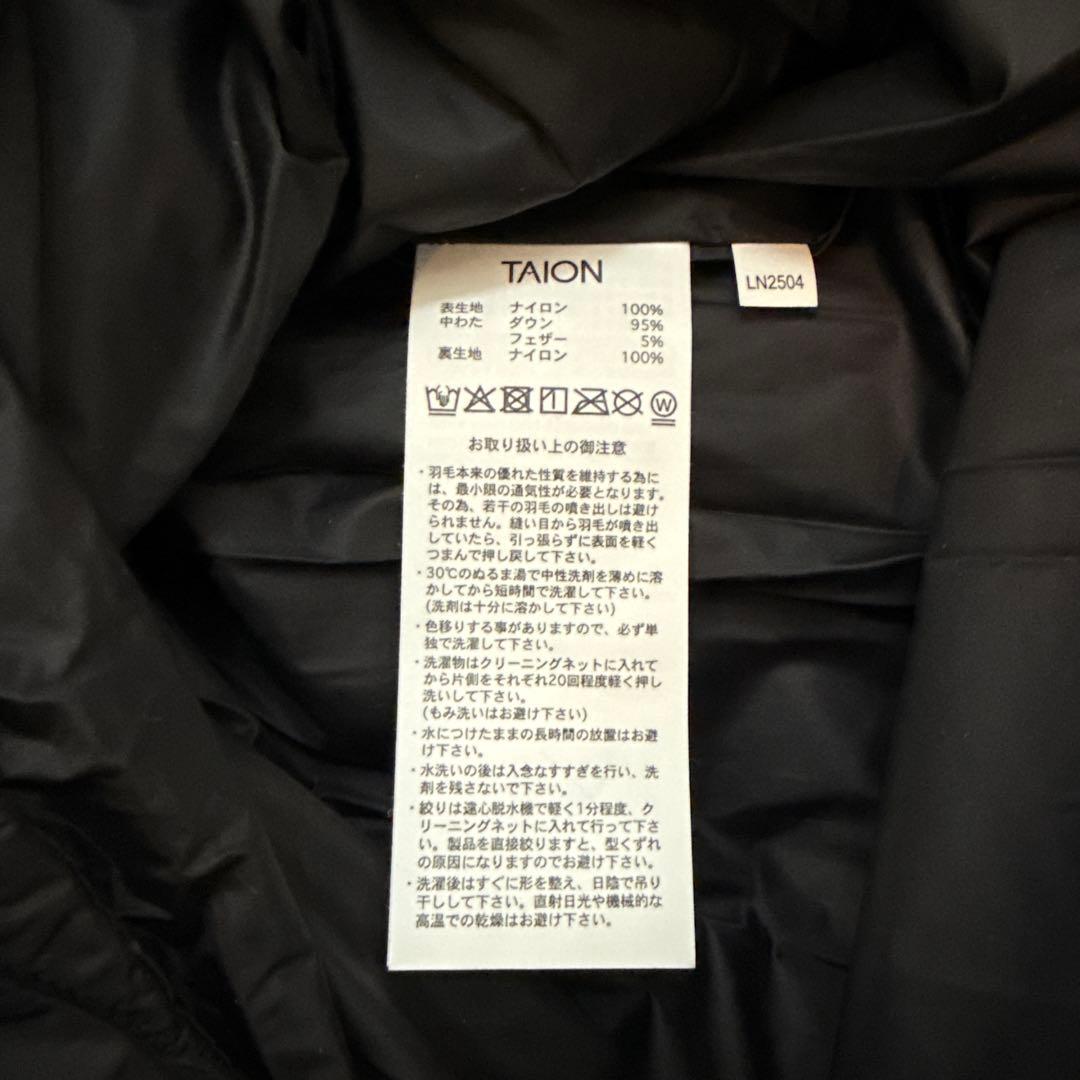 TAION
表生地 ナイロン 100%
中わた ダウン 95%
フェザー 5%
裏生地 ナイロン 100%
W
お取り扱い上の御注意
・羽毛本来の優れた性質を維持する為に
は、最小限の通気性が必要となります。
その為、若干の羽毛の噴き出しは避け
られません。縫い目から羽毛が噴き出
していたら、引っ張らずに表面を軽く
つまんで押し戻して下さい。
・30℃のぬるま湯で中性洗剤を薄めに溶
かしてから短時間で洗濯して下さい。
(洗剤は十分に溶かして下さい)
・色移りする事がありますので、必ず単
独で洗濯して下さい。
・洗濯物はクリーニングネットに入れて
から片側をそれぞれ20回程度軽く押し
洗いして下さい。
(もみ洗いはお避け下さい)
・水につけたままの長時間の放置はお避
け下さい。
・水洗いの後は入念なすすぎを行い、洗
剤を残さないで下さい。
・絞りは遠心脱水機で軽く1分程度、ク
リーニングネットに入れて行って下さ
い。製品を直接絞りますと、型くずれ
の原因になりますのでお避け下さい。
・洗濯後はすぐに形を整え、日陰で吊り
干しして下さい。直射日光や機械的な
高温での乾燥はお避け下さい。
LN2504